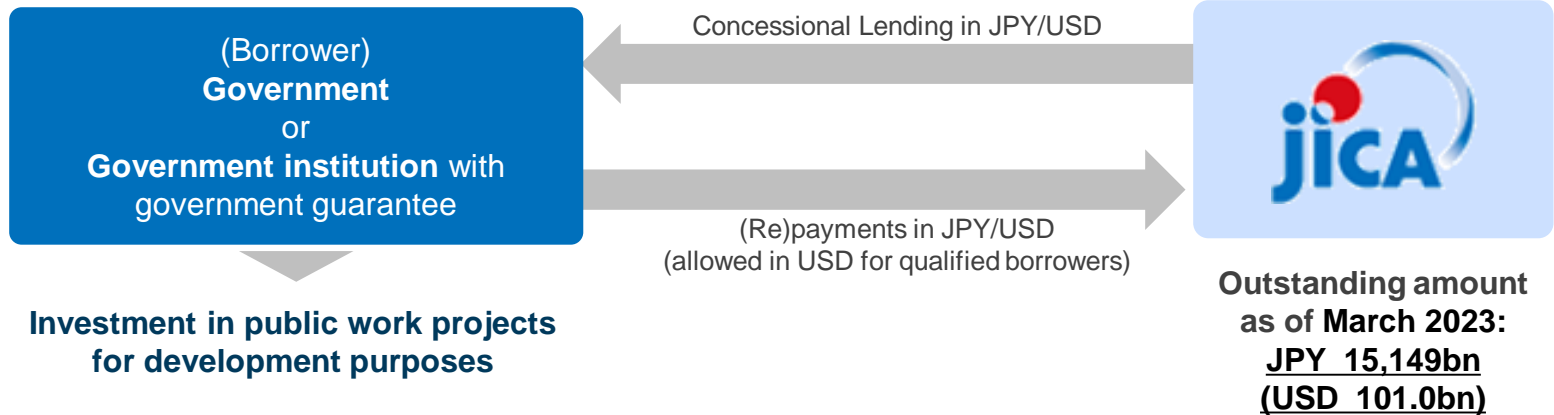 (Borrower)
Government
or
Government institution with
government guarantee
Investment in public work projects
for development purposes
Concessional Lending in JPY/USD
(Re)payments in JPY/USD
(allowed in USD for qualified borrowers)
jICA
Outstanding amount
as of March 2023:
JPY 15,149bn
(USD 101.0bn)